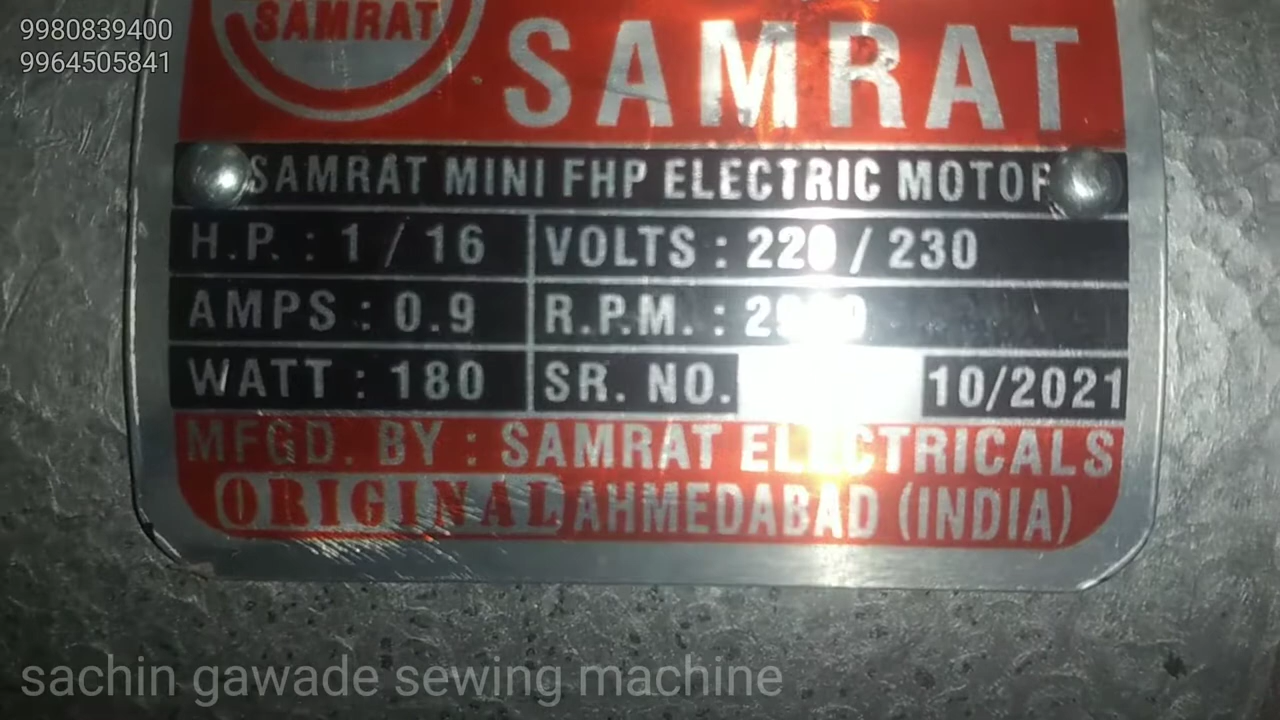 9980839400
9964505841
SAMRAT
SAMRAT
SAMRAT MINI FHP ELECTRIC MOTOR
H.P. : 1 / 16 VOLTS : 220 / 230
AMPS : 0.9 R.P.M. :
WATT : 180 SR. NO. 10/2021
MFGD. BY : SAMRAT ELECTRICALS
ORIGINAL AHMEDABAD (INDIA)
sachin gawade sewing machine